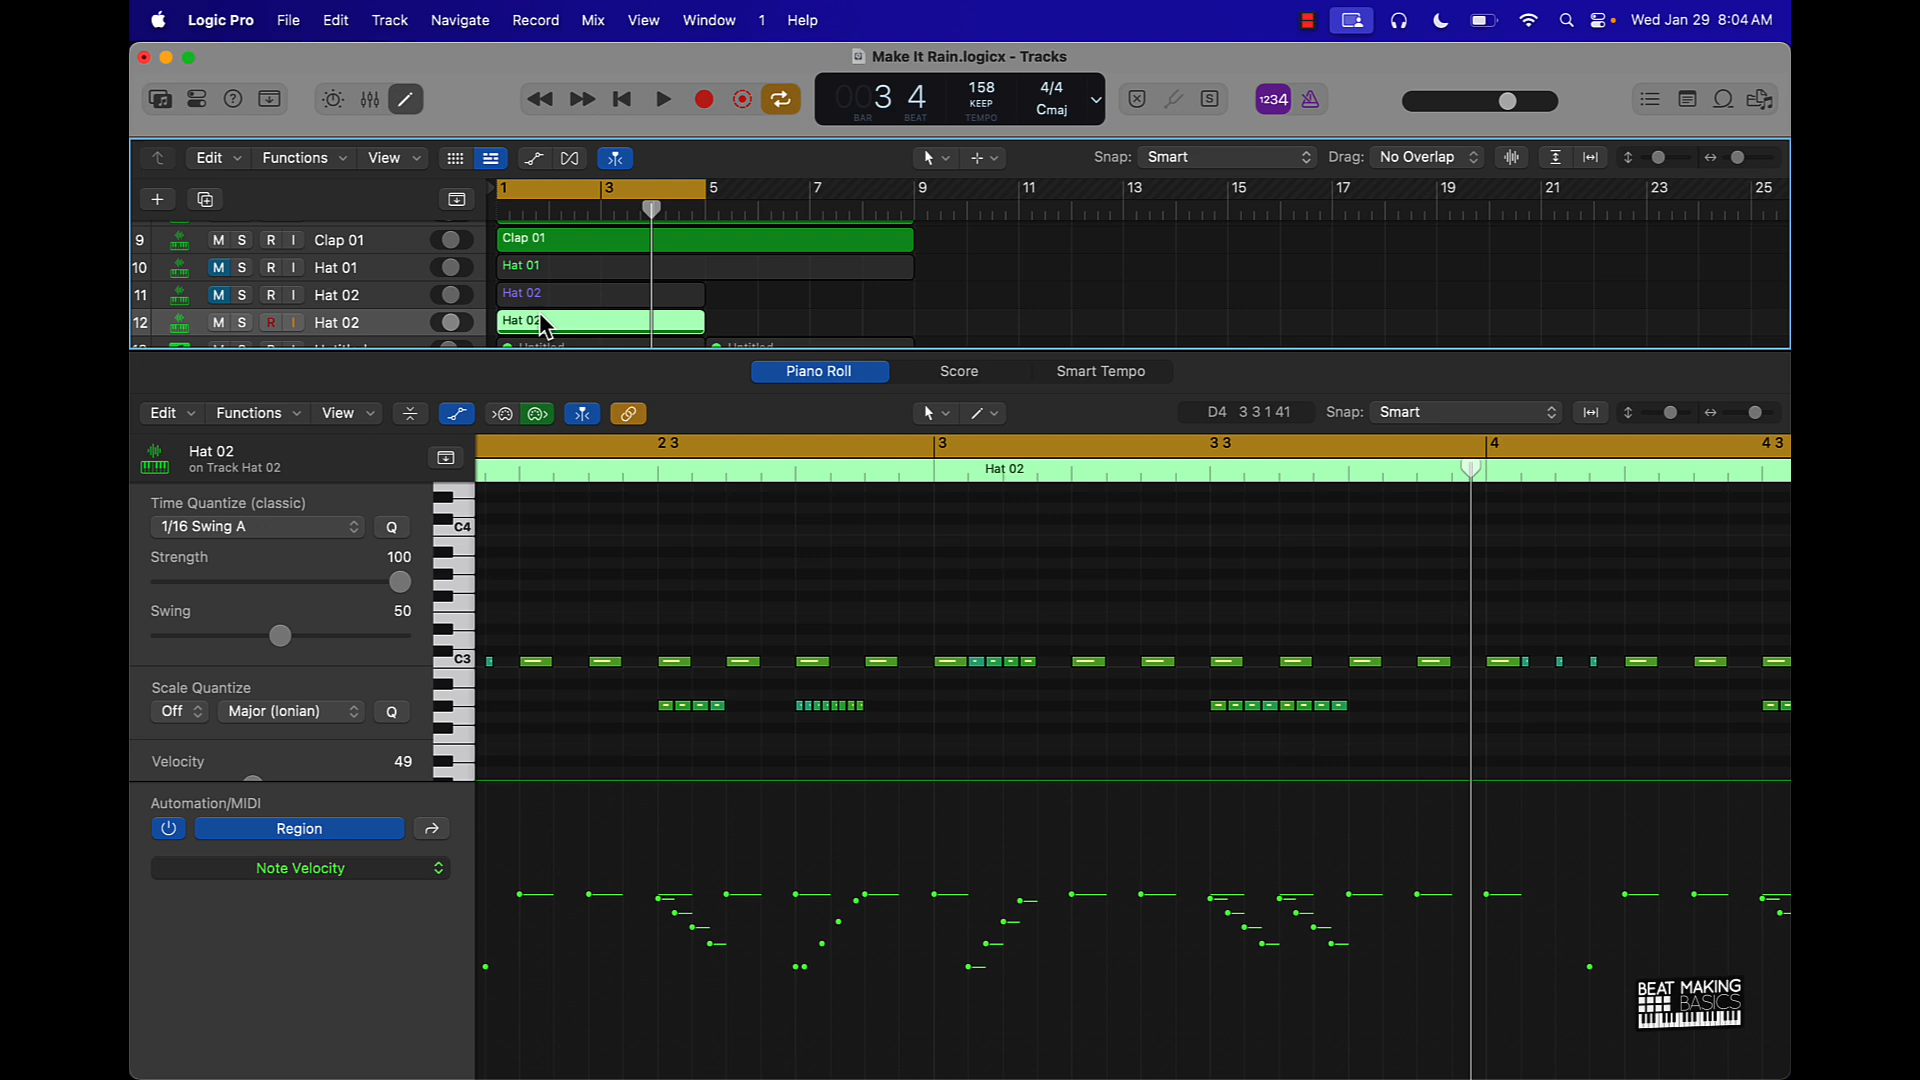 Logic Pro File Edit Track Navigate Record Mix View Window 1 Help Wed Jan 29 8:04 AM
Make It Rain.logicx - Tracks
003 4 158 4/4
KEEP Cmaj
BAR BEAT TEMPO
1234
Edit Functions View Snap: Smart Drag: No Overlap
1 3 5 7 9 11 13 15 17 19 21 23 25
9 M S R I Clap 01 Clap 01
10 M S R I Hat 01 Hat 01
11 M S R I Hat 02 Hat 02
12 M S R I Hat 02 Hat 02
Untitled Untitled
Piano Roll Score Smart Tempo
Edit Functions View D4 3 3 1 41 Snap: Smart
2 3 3 3 3 4 4 3
Hat 02
on Track Hat 02
Hat 02
Time Quantize (classic)
1/16 Swing A Q
C4
Strength 100
Swing 50
C3
Scale Quantize
Off Major (Ionian) Q
Velocity 49
Automation/MIDI
Region
Note Velocity
BEAT MAKING
BASICS